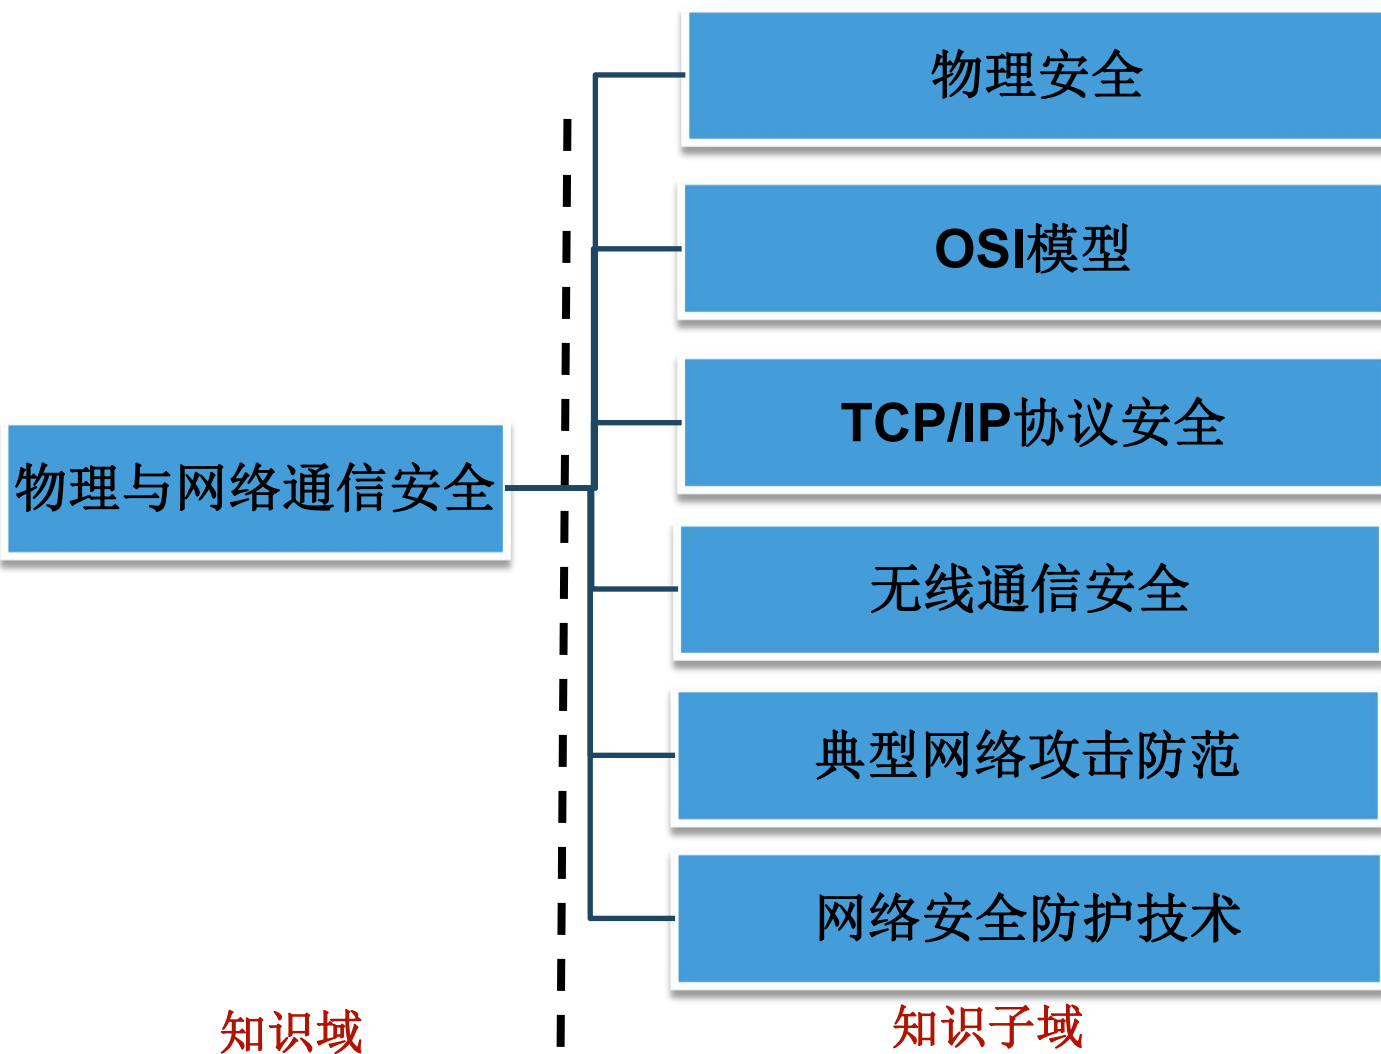 物理安全
OSI模型
TCP/IP协议安全
物理与网络通信安全
无线通信安全
典型网络攻击防范
网络安全防护技术
知识域
知识子域